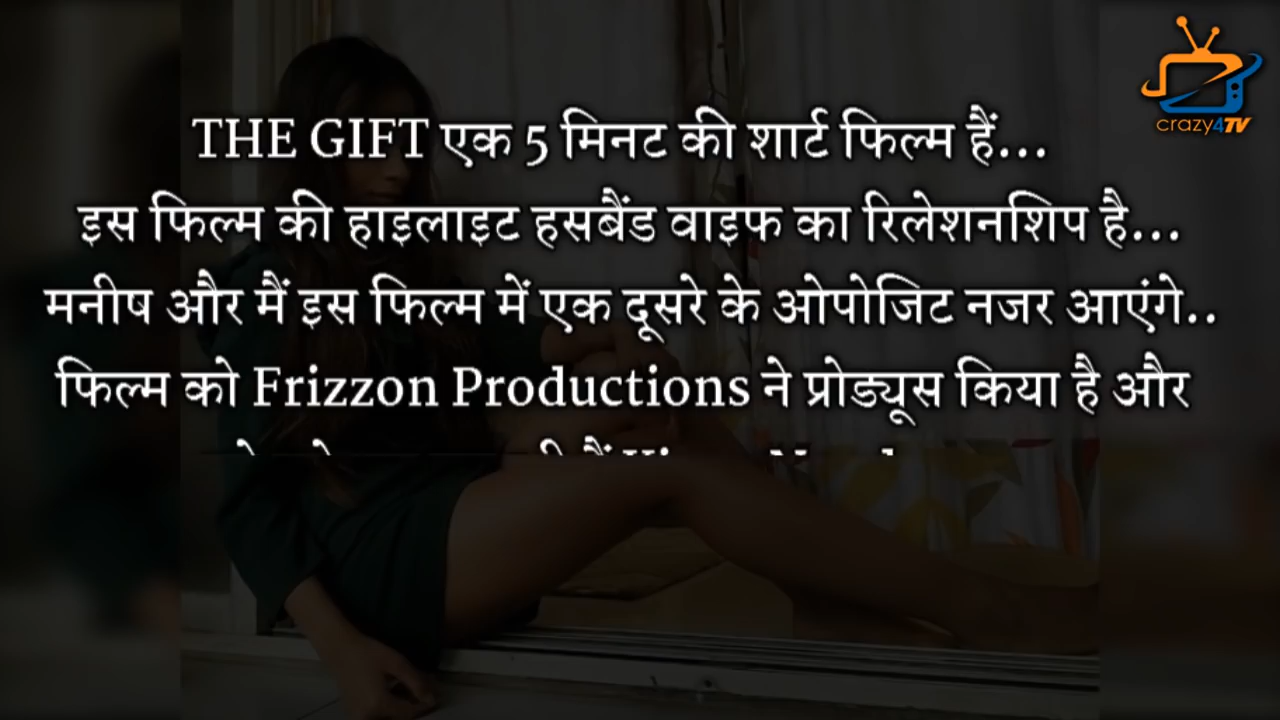 crazy4TV
THE GIFT एक 5 मिनट की शार्ट फिल्म हैं...
इस फिल्म की हाइलाइट हसबैंड वाइफ का रिलेशनशिप है...
मनीष और मैं इस फिल्म में एक दूसरे के ओपोजिट नजर आएंगे..
फिल्म को Frizzon Productions ने प्रोड्यूस किया है और